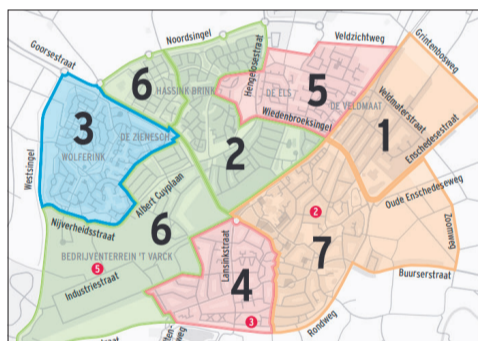 Noordsingel
Veldzichtweg
Grintenbosweg
Goorsestraat
Hengelosestraat
6
HASSINK BRINK
DE ELS
5
DE VELDMAAT
Veldmaterstraat
Enschedesestraat
1
3
DE ZIENESCH
WOLFERINK
Wiedenbroeksingel
2
Westsingel
Albert Cuyplaan
Oude Enschedeseweg
Nijverheidsstraat
6
2
7
Zoomweg
BEDRIJVENTERREIN 'T VARCK
5
Lansinkstraat
Buurserstraat
Industriestraat
4
3
Rondweg